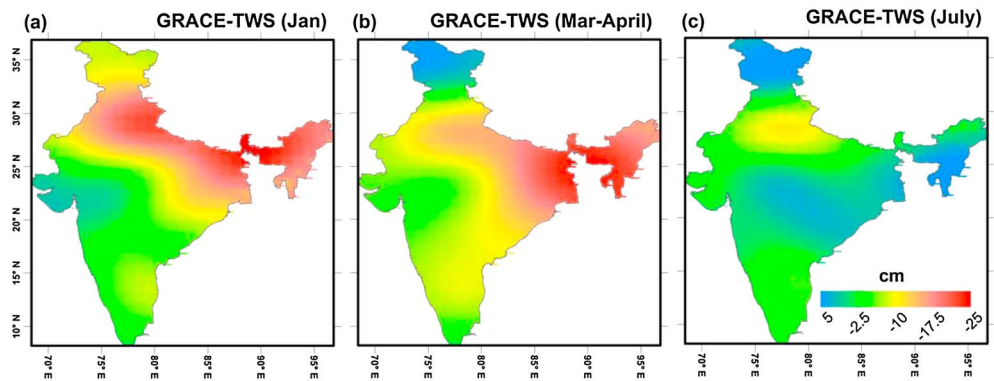 (a) GRACE-TWS (Jan)
(b) GRACE-TWS (Mar-April)
(c) GRACE-TWS (July)
35° N
30° N
25° N
20° N
15° N
10° N
cm
5 -2.5 -10 -17.5 -25
70° E 75° E 80° E 85° E 90° E 95° E
70° E 75° E 80° E 85° E 90° E 95° E
70° E 75° E 80° E 85° E 90° E 95° E